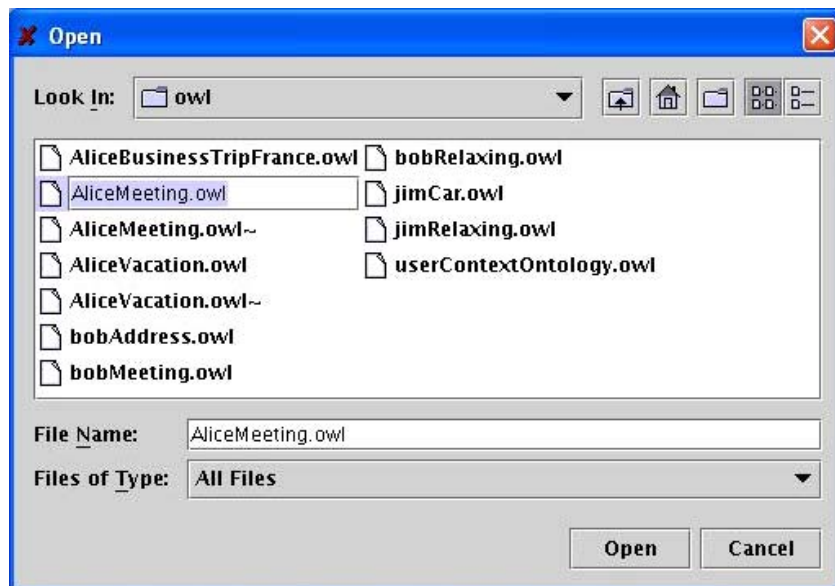 Open
Look In: owl
AliceBusinessTripFrance.owl
AliceMeeting.owl
AliceMeeting.owl~
AliceVacation.owl
AliceVacation.owl~
bobAddress.owl
bobMeeting.owl
bobRelaxing.owl
jimCar.owl
jimRelaxing.owl
userContextOntology.owl
File Name: AliceMeeting.owl
Files of Type: All Files
Open Cancel